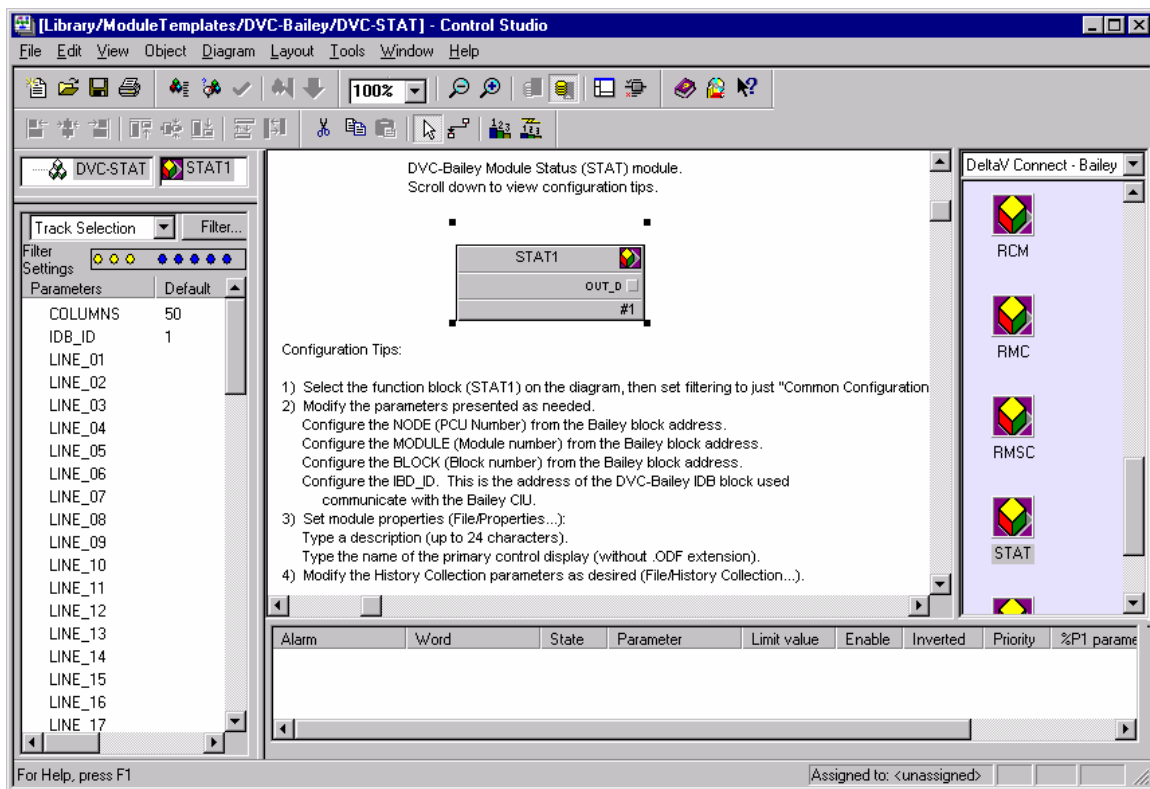 [Library/ModuleTemplates/DVC-Bailey/DVC-STAT] - Control Studio
File Edit View Object Diagram Layout Tools Window Help
100%
DVC-STAT STAT1
Track Selection Filter...
Filter Settings
Parameters Default
COLUMNS 50
IDB_ID 1
LINE_01
LINE_02
LINE_03
LINE_04
LINE_05
LINE_06
LINE_07
LINE_08
LINE_09
LINE_10
LINE_11
LINE_12
LINE_13
LINE_14
LINE_15
LINE_16
LINE_17
DVC-Bailey Module Status (STAT) module.
Scroll down to view configuration tips.
STAT1
OUT_D
#1
Configuration Tips:
1) Select the function block (STAT1) on the diagram, then set filtering to just "Common Configuration
2) Modify the parameters presented as needed.
Configure the NODE (PCU Number) from the Bailey block address.
Configure the MODULE (Module number) from the Bailey block address.
Configure the BLOCK (Block number) from the Bailey block address.
Configure the IBD_ID. This is the address of the DVC-Bailey IDB block used
communicate with the Bailey CIU.
3) Set module properties (File/Properties...):
Type a description (up to 24 characters).
Type the name of the primary control display (without .ODF extension).
4) Modify the History Collection parameters as desired (File/History Collection...).
DeltaV Connect - Bailey
RCM
RMC
RMSC
STAT
Alarm Word State Parameter Limit value Enable Inverted Priority %P1 parame
For Help, press F1
Assigned to: <unassigned>